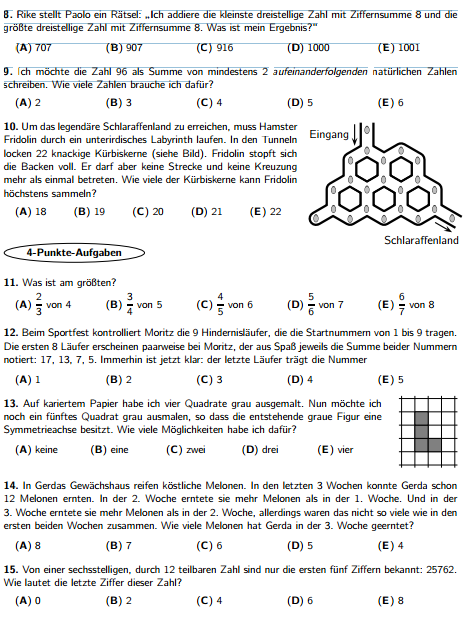 8. Rike stellt Paolo ein Rätsel: „Ich addiere die kleinste dreistellige Zahl mit Ziffernsumme 8 und die
größte dreistellige Zahl mit Ziffernsumme 8. Was ist mein Ergebnis?“
(A) 707 (B) 907 (C) 916 (D) 1000 (E) 1001
9. Ich möchte die Zahl 96 als Summe von mindestens 2 aufeinanderfolgenden natürlichen Zahlen
schreiben. Wie viele Zahlen brauche ich dafür?
(A) 2 (B) 3 (C) 4 (D) 5 (E) 6
10. Um das legendäre Schlaraffenland zu erreichen, muss Hamster
Fridolin durch ein unterirdisches Labyrinth laufen. In den Tunneln
locken 22 knackige Kürbiskerne (siehe Bild). Fridolin stopft sich
die Backen voll. Er darf aber keine Strecke und keine Kreuzung
mehr als einmal betreten. Wie viele der Kürbiskerne kann Fridolin
höchstens sammeln?
(A) 18 (B) 19 (C) 20 (D) 21 (E) 22
Eingang
Schlaraffenland
4-Punkte-Aufgaben
11. Was ist am größten?
(A) 2/3 von 4 (B) 3/4 von 5 (C) 4/5 von 6 (D) 5/6 von 7 (E) 6/7 von 8
12. Beim Sportfest kontrolliert Moritz die 9 Hindernisläufer, die die Startnummern von 1 bis 9 tragen.
Die ersten 8 Läufer erscheinen paarweise bei Moritz, der aus Spaß jeweils die Summe beider Nummern
notiert: 17, 13, 7, 5. Immerhin ist jetzt klar: der letzte Läufer trägt die Nummer
(A) 1 (B) 2 (C) 3 (D) 4 (E) 5
13. Auf kariertem Papier habe ich vier Quadrate grau ausgemalt. Nun möchte ich
noch ein fünftes Quadrat grau ausmalen, so dass die entstehende graue Figur eine
Symmetrieachse besitzt. Wie viele Möglichkeiten habe ich dafür?
(A) keine (B) eine (C) zwei (D) drei (E) vier
14. In Gerdas Gewächshaus reifen köstliche Melonen. In den letzten 3 Wochen konnte Gerda schon
12 Melonen ernten. In der 2. Woche erntete sie mehr Melonen als in der 1. Woche. Und in der
3. Woche erntete sie mehr Melonen als in der 2. Woche, allerdings waren das nicht so viele wie in den
ersten beiden Wochen zusammen. Wie viele Melonen hat Gerda in der 3. Woche geerntet?
(A) 8 (B) 7 (C) 6 (D) 5 (E) 4
15. Von einer sechsstelligen, durch 12 teilbaren Zahl sind nur die ersten fünf Ziffern bekannt: 25762.
Wie lautet die letzte Ziffer dieser Zahl?
(A) 0 (B) 2 (C) 4 (D) 6 (E) 8